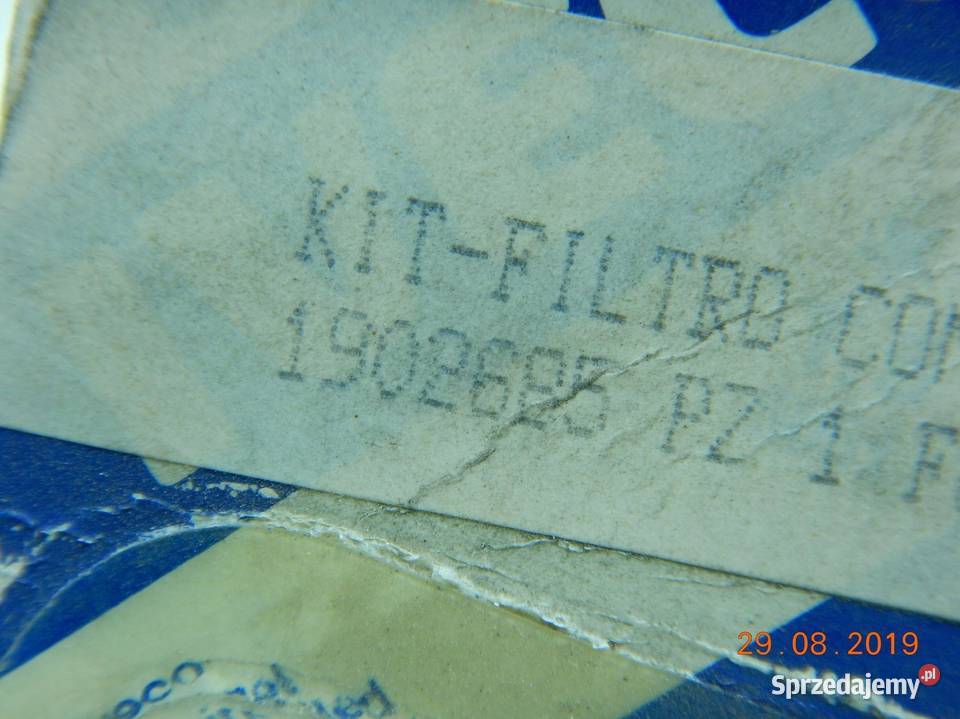 KIT-FILTRO CO
1902685 PZ 1
29.08.2019
Sprzedajemy.pl